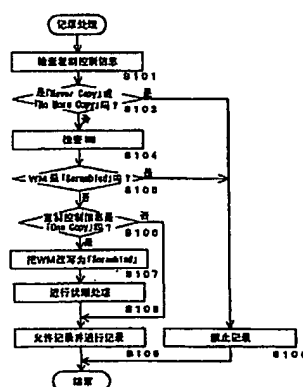 记录处理
检查复制控制信息
S101
是「Never Copy」或
「No More Copy」吗?
是
S103
否
检查WM
S104
WM是「Scrambled」吗?
是
S105
否
复制控制信息是
「One Copy」吗?
否
S106
是
把WM改写为「Scrambled」
S107
进行扰频处理
S108
允许记录并进行记录
禁止记录
S109
结束